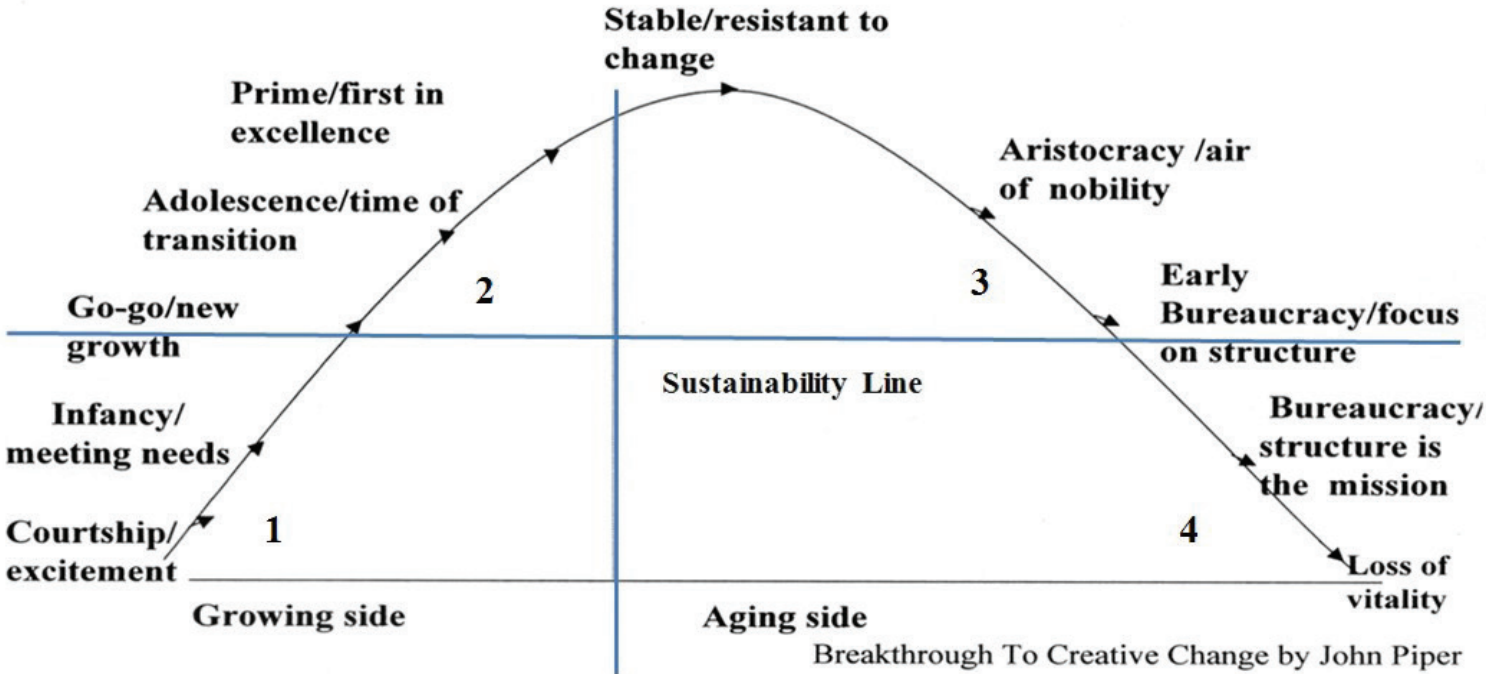 Stable/resistant to
change
Prime/first in
excellence
Aristocracy /air
of nobility
Adolescence/time of
transition
2
3
Early
Bureaucracy/focus
on structure
Go-go/new
growth
Sustainability Line
Infancy/
meeting needs
Bureaucracy/
structure is
the mission
Courtship/
excitement
1
4
Loss of
vitality
Growing side
Aging side
Breakthrough To Creative Change by John Piper